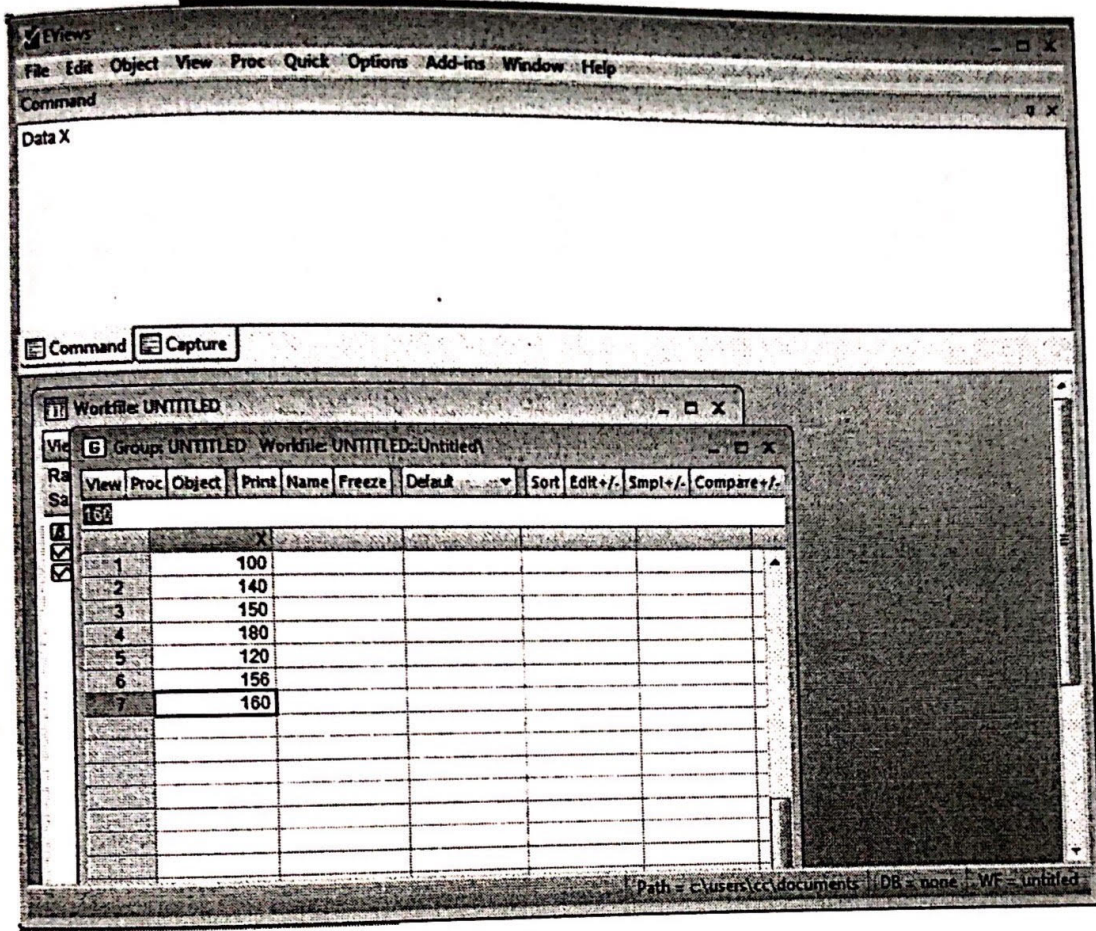 EViews
File Edit Object View Proc Quick Options Add-ins Window Help
Command
Data X
Command Capture
Workfile: UNTITLED
Vie
Group: UNTITLED Workfile: UNTITLED::Untitled\
Ra
View Proc Object Print Name Freeze Default Sort Edit+/- Smpl+/- Compare+/-
Sa
160
X
1 100
2 140
3 150
4 180
5 120
6 156
7 160
Path = c:\users\cc\documents DB = none WF = untitled